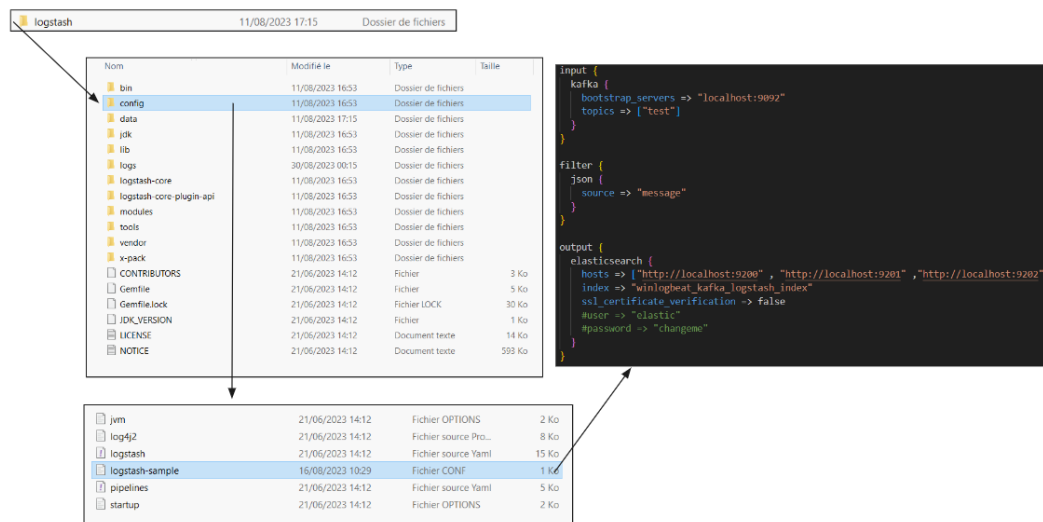 logstash 11/08/2023 17:15 Dossier de fichiers
Nom Modifié le Type Taille
bin 11/08/2023 16:53 Dossier de fichiers
config 11/08/2023 16:53 Dossier de fichiers
data 11/08/2023 17:15 Dossier de fichiers
jdk 11/08/2023 16:53 Dossier de fichiers
lib 11/08/2023 16:53 Dossier de fichiers
logs 30/08/2023 00:15 Dossier de fichiers
logstash-core 11/08/2023 16:53 Dossier de fichiers
logstash-core-plugin-api 11/08/2023 16:53 Dossier de fichiers
modules 11/08/2023 16:53 Dossier de fichiers
tools 11/08/2023 16:53 Dossier de fichiers
vendor 11/08/2023 16:53 Dossier de fichiers
x-pack 11/08/2023 16:53 Dossier de fichiers
CONTRIBUTORS 21/06/2023 14:12 Fichier 3 Ko
Gemfile 21/06/2023 14:12 Fichier 5 Ko
Gemfile.lock 21/06/2023 14:12 Fichier LOCK 30 Ko
JDK_VERSION 21/06/2023 14:12 Fichier 1 Ko
LICENSE 21/06/2023 14:12 Document texte 14 Ko
NOTICE 21/06/2023 14:12 Document texte 593 Ko
jvm 21/06/2023 14:12 Fichier OPTIONS 2 Ko
log4j2 21/06/2023 14:12 Fichier source Pro... 8 Ko
logstash 21/06/2023 14:12 Fichier source Yaml 15 Ko
logstash-sample 16/08/2023 10:29 Fichier CONF 1 Ko
pipelines 21/06/2023 14:12 Fichier source Yaml 5 Ko
startup 21/06/2023 14:12 Fichier OPTIONS 2 Ko
input {
kafka {
bootstrap_servers => "localhost:9092"
topics => ["test"]
}
}
filter {
json {
source => "message"
}
}
output {
elasticsearch {
hosts => ["http://localhost:9200" , "http://localhost:9201" ,"http://localhost:9202"
index => "winlogbeat_kafka_logstash_index"
ssl_certificate_verification => false
#user => "elastic"
#password => "changeme"
}
}